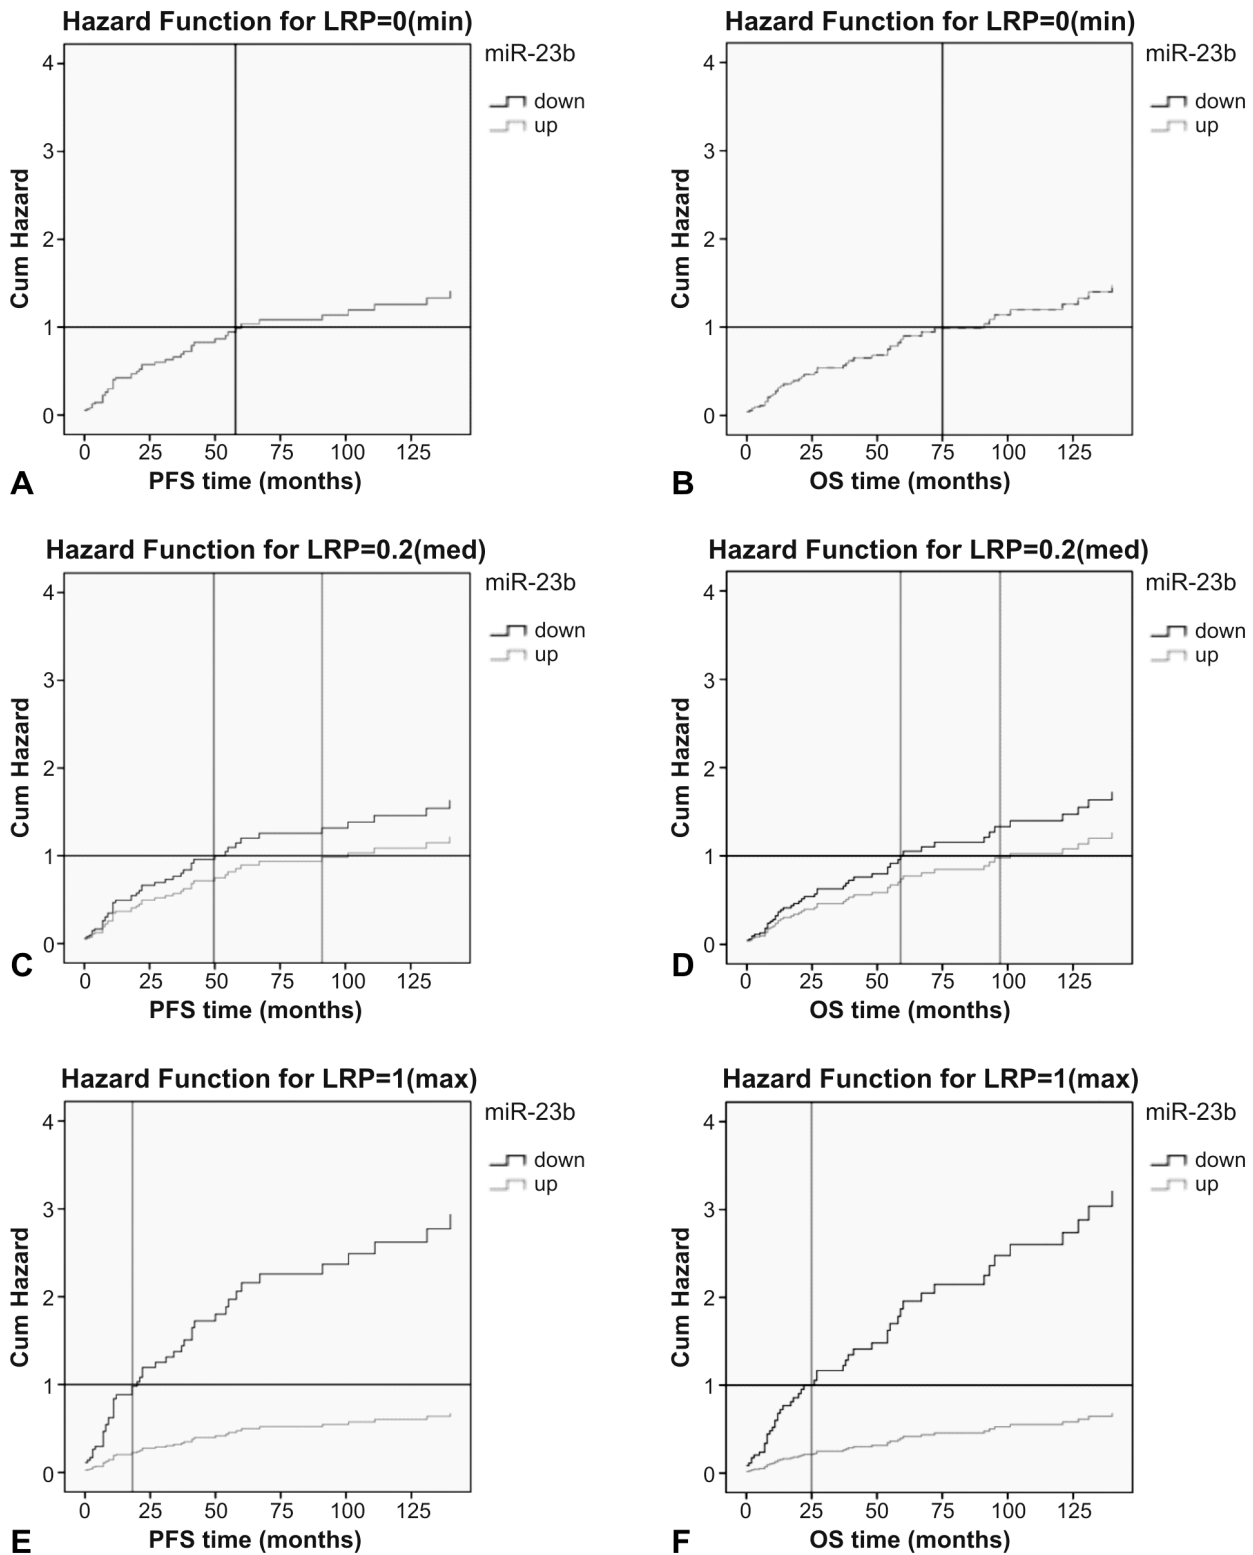 Hazard Function for LRP=0(min)
miR-23b
down
up
Cum Hazard
4
3
2
1
0
0 25 50 75 100 125
PFS time (months)
A
Hazard Function for LRP=0(min)
miR-23b
down
up
Cum Hazard
4
3
2
1
0
0 25 50 75 100 125
OS time (months)
B
Hazard Function for LRP=0.2(med)
miR-23b
down
up
Cum Hazard
4
3
2
1
0
0 25 50 75 100 125
PFS time (months)
C
Hazard Function for LRP=0.2(med)
miR-23b
down
up
Cum Hazard
4
3
2
1
0
0 25 50 75 100 125
OS time (months)
D
Hazard Function for LRP=1(max)
miR-23b
down
up
Cum Hazard
4
3
2
1
0
0 25 50 75 100 125
PFS time (months)
E
Hazard Function for LRP=1(max)
miR-23b
down
up
Cum Hazard
4
3
2
1
0
0 25 50 75 100 125
OS time (months)
F